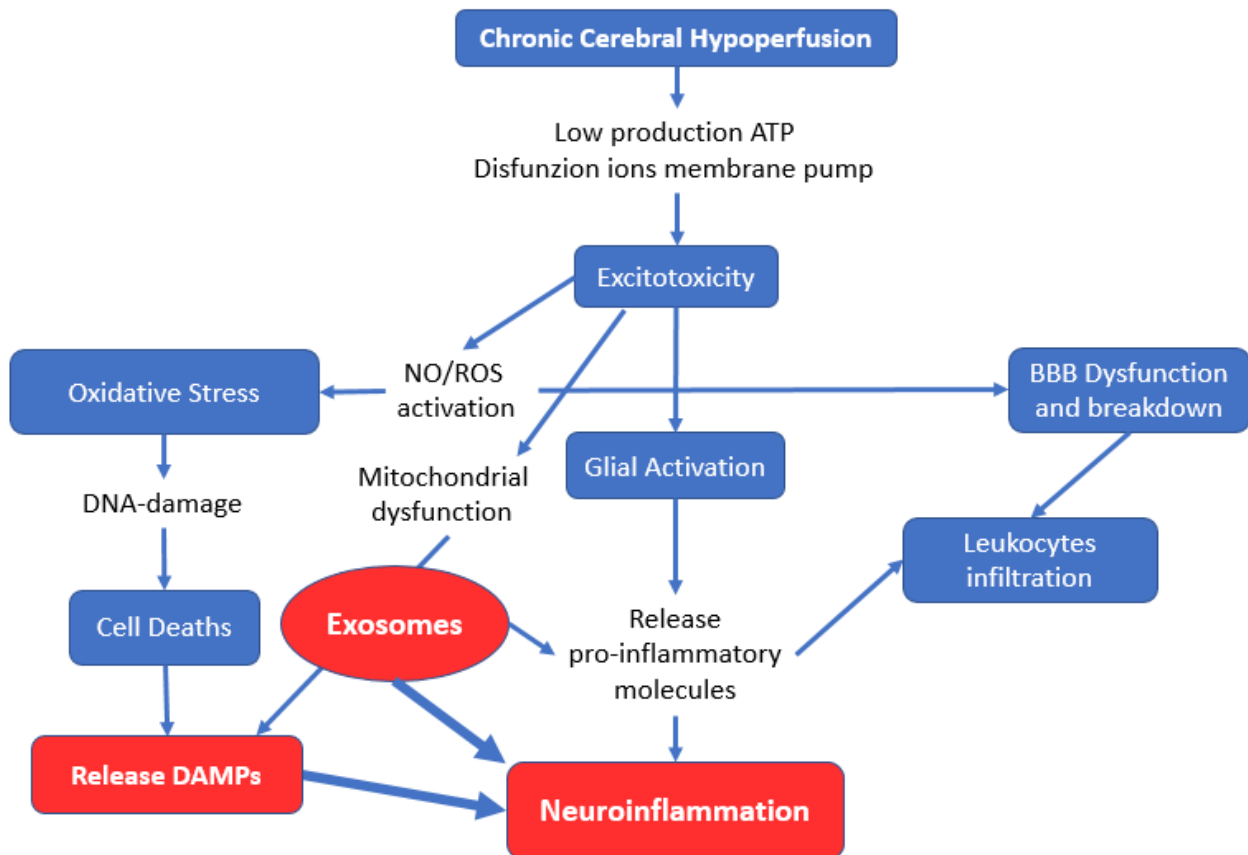 Chronic Cerebral Hypoperfusion
Low production ATP
Disfunzion ions membrane pump
Excitotoxicity
NO/ROS
activation
Oxidative Stress
BBB Dysfunction
and breakdown
Mitochondrial
dysfunction
Glial Activation
DNA-damage
Leukocytes
infiltration
Cell Deaths
Exosomes
Release
pro-inflammatory
molecules
Release DAMPs
Neuroinflammation